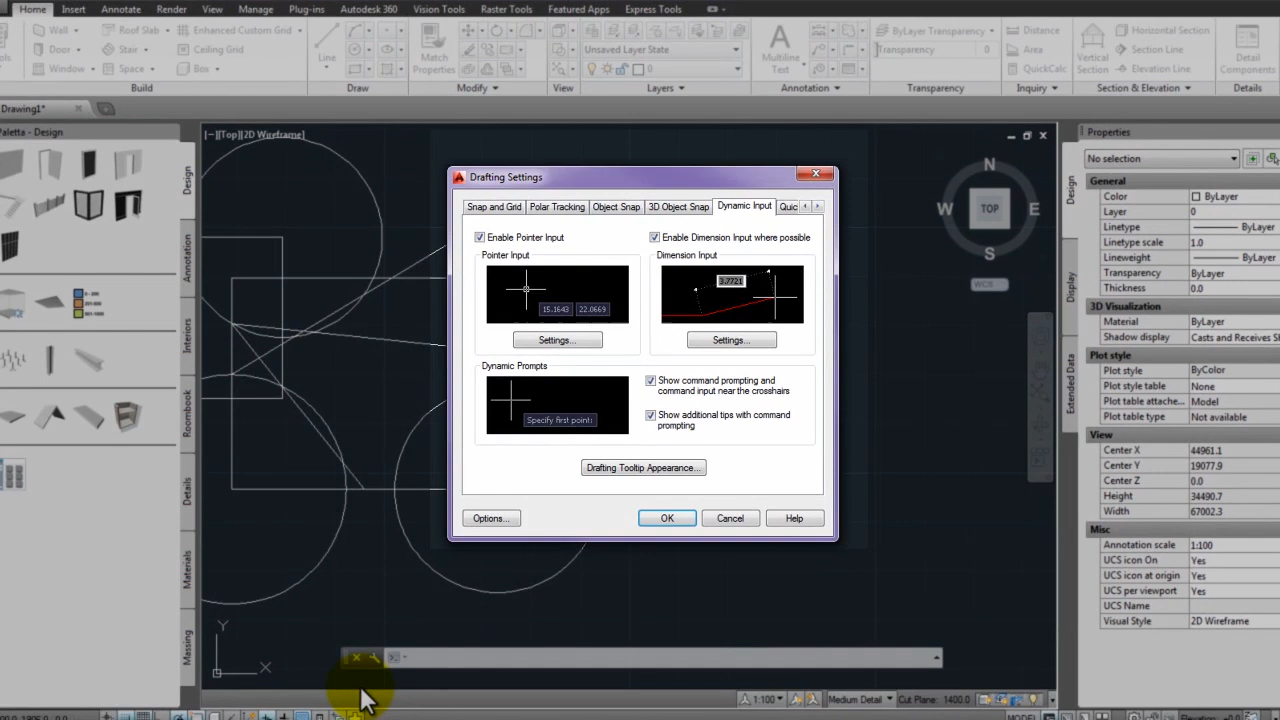 Home Insert Annotate Render View Manage Plug-ins Autodesk 360 Vision Tools Raster Tools Featured Apps Express Tools
Wall Roof Slab Enhanced Custom Grid
Door Stair Ceiling Grid
Window Space Box
Build
Line
Draw
Match
Properties
Modify
View
Unsaved Layer State
0
Layers
Multiline
Text
Annotation
ByLayer Transparency
Transparency 0
Transparency
Distance
Area
QuickCalc
Inquiry
Vertical
Section
Horizontal Section
Section Line
Elevation Line
Section & Elevation
Detail
Components
Details
Drawing1*
Paletta - Design
Design
Annotation
Interiors
Roombook
Details
Materials
Massing
[−][Top][2D Wireframe]
N
W TOP E
S
WCS
Drafting Settings
Snap and Grid Polar Tracking Object Snap 3D Object Snap Dynamic Input Quic
Enable Pointer Input
Pointer Input
15.1643 22.0669
Settings...
Enable Dimension Input where possible
Dimension Input
3.7721
Settings...
Dynamic Prompts
Specify first point:
Show command prompting and
command input near the crosshairs
Show additional tips with command
prompting
Drafting Tooltip Appearance...
Options... OK Cancel Help
Y
X
1:100 Medium Detail Cut Plane: 1400.0
MODEL
Properties
No selection
Design
Display
Extended Data
General
Color ByLayer
Layer 0
Linetype ByLayer
Linetype scale 1.0
Lineweight ByLayer
Transparency ByLayer
Thickness 0.0
3D Visualization
Material ByLayer
Shadow display Casts and Receives Sh
Plot style
Plot style ByColor
Plot style table None
Plot table attache... Model
Plot table type Not available
View
Center X 44961.1
Center Y 19077.9
Center Z 0.0
Height 34490.7
Width 67002.3
Misc
Annotation scale 1:100
UCS icon On Yes
UCS icon at origin Yes
UCS per viewport Yes
UCS Name
Visual Style 2D Wireframe